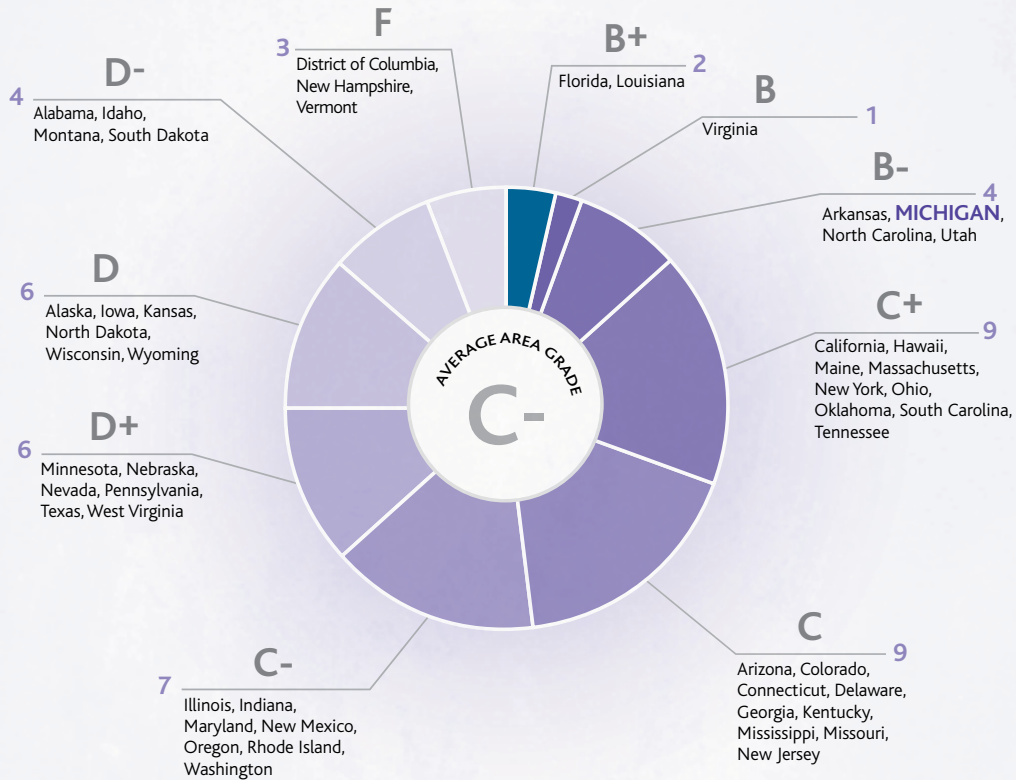 F
3
District of Columbia,
New Hampshire,
Vermont
B+
2
Florida, Louisiana
B
1
Virginia
B-
4
Arkansas, MICHIGAN,
North Carolina, Utah
C+
9
California, Hawaii,
Maine, Massachusetts,
New York, Ohio,
Oklahoma, South Carolina,
Tennessee
C
9
Arizona, Colorado,
Connecticut, Delaware,
Georgia, Kentucky,
Mississippi, Missouri,
New Jersey
C-
7
Illinois, Indiana,
Maryland, New Mexico,
Oregon, Rhode Island,
Washington
D+
6
Minnesota, Nebraska,
Nevada, Pennsylvania,
Texas, West Virginia
D
6
Alaska, Iowa, Kansas,
North Dakota,
Wisconsin, Wyoming
D-
4
Alabama, Idaho,
Montana, South Dakota
AVERAGE AREA GRADE
C-